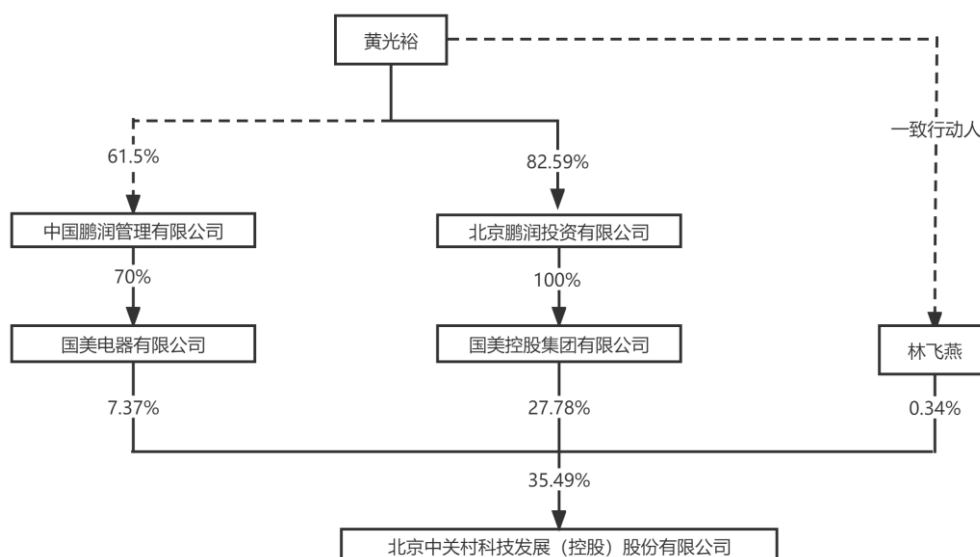 黄光裕
一致行动人
61.5%
82.59%
中国鹏润管理有限公司
北京鹏润投资有限公司
70%
100%
国美电器有限公司
国美控股集团有限公司
林飞燕
7.37%
27.78%
0.34%
35.49%
北京中关村科技发展（控股）股份有限公司